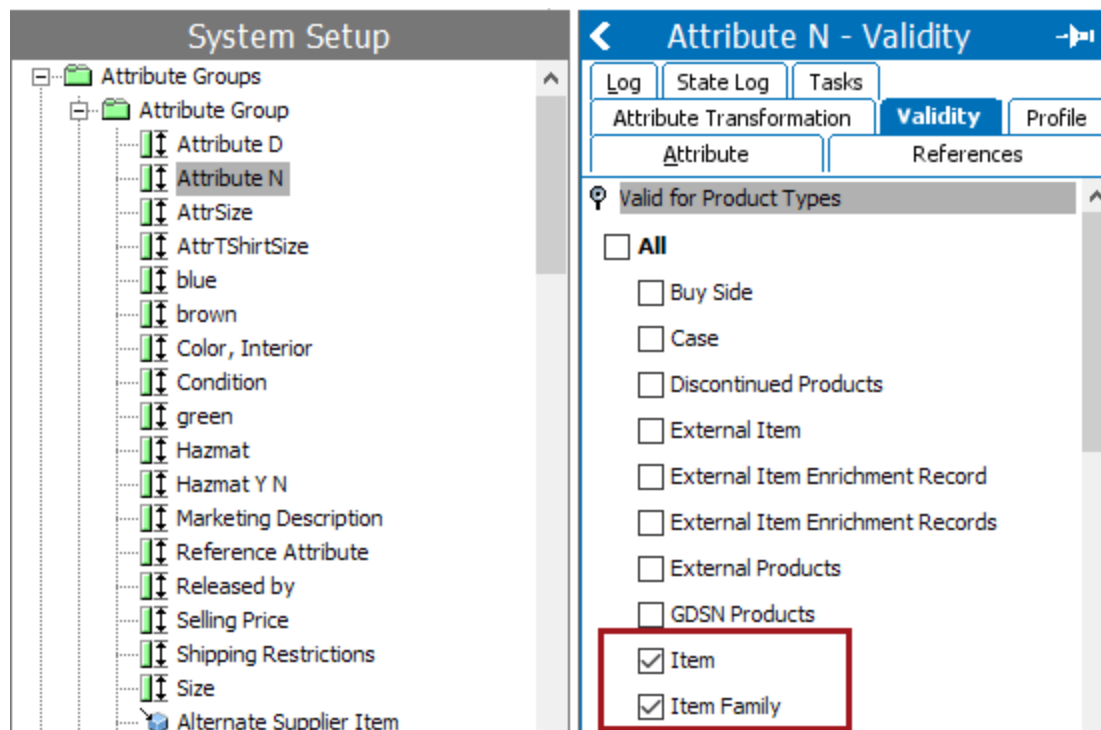 System Setup
Attribute Groups
Attribute Group
Attribute D
Attribute N
AttrSize
AttrTShirtSize
blue
brown
Color, Interior
Condition
green
Hazmat
Hazmat Y N
Marketing Description
Reference Attribute
Released by
Selling Price
Shipping Restrictions
Size
Alternate Supplier Item
Attribute N - Validity
Log State Log Tasks
Attribute Transformation Validity Profile
Attribute References
Valid for Product Types
All
Buy Side
Case
Discontinued Products
External Item
External Item Enrichment Record
External Item Enrichment Records
External Products
GDSN Products
Item
Item Family